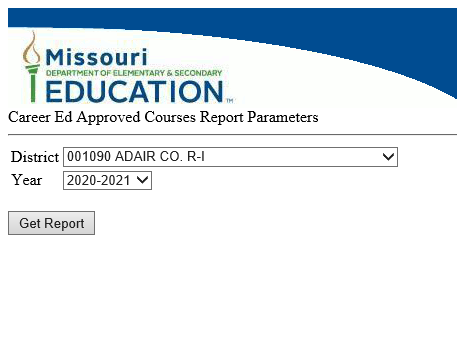 Missouri
DEPARTMENT OF ELEMENTARY & SECONDARY
EDUCATION™
Career Ed Approved Courses Report Parameters
District 001090 ADAIR CO. R-I
Year 2020-2021
Get Report